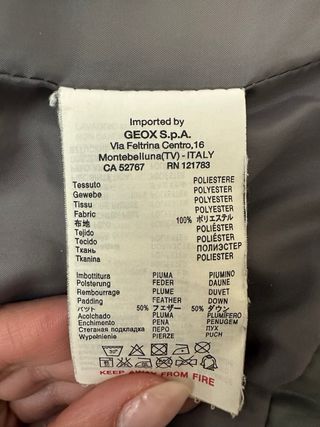 Imported by
GEOX S.p.A.
Via Feltrina Centro,16
Montebelluna(TV) - ITALY
CA 52767 RN 121783
Tessuto POLIESTERE
Gewebe POLYESTER
Tissu POLYESTER
Fabric POLYESTER
布地 100% ポリエステル
Tejido POLIÉSTER
Tecido POLIÉSTER
Ткань ПОЛИЭСТЕР
Tkanina POLIESTER
Imbottitura PIUMA PIUMINO
Polsterung FEDER DAUNE
Rembourrage PLUME DUVET
Padding FEATHER DOWN
パット 50% フェザー 50% ダウン
Acolchado PLUMA PLUMÍFERO
Enchimento PENA PENUGEM
Стеганая подкладка ПЕРО ПУХ
Wypełnienie PIERZE PUCH
KEEP AWAY FROM FIRE